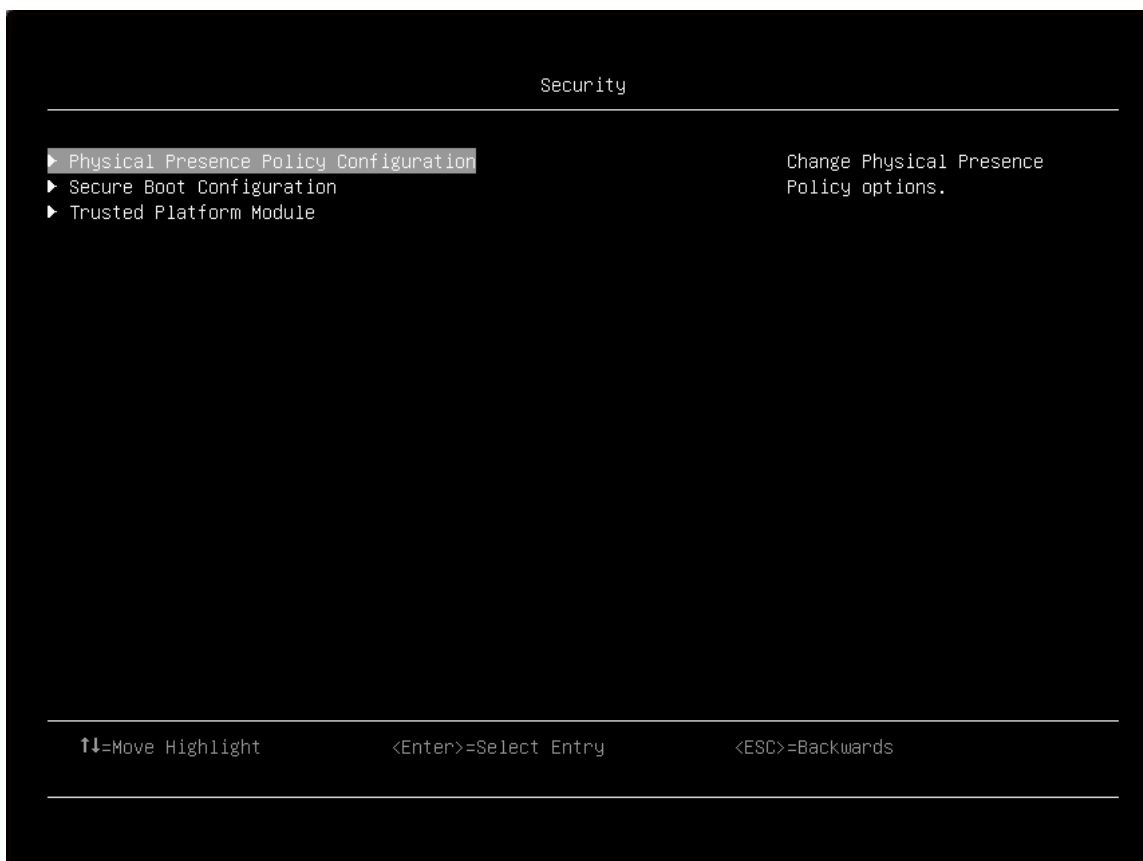 Security
▶ Physical Presence Policy Configuration
▶ Secure Boot Configuration
▶ Trusted Platform Module
Change Physical Presence
Policy options.
↑↓=Move Highlight <Enter>=Select Entry <ESC>=Backwards